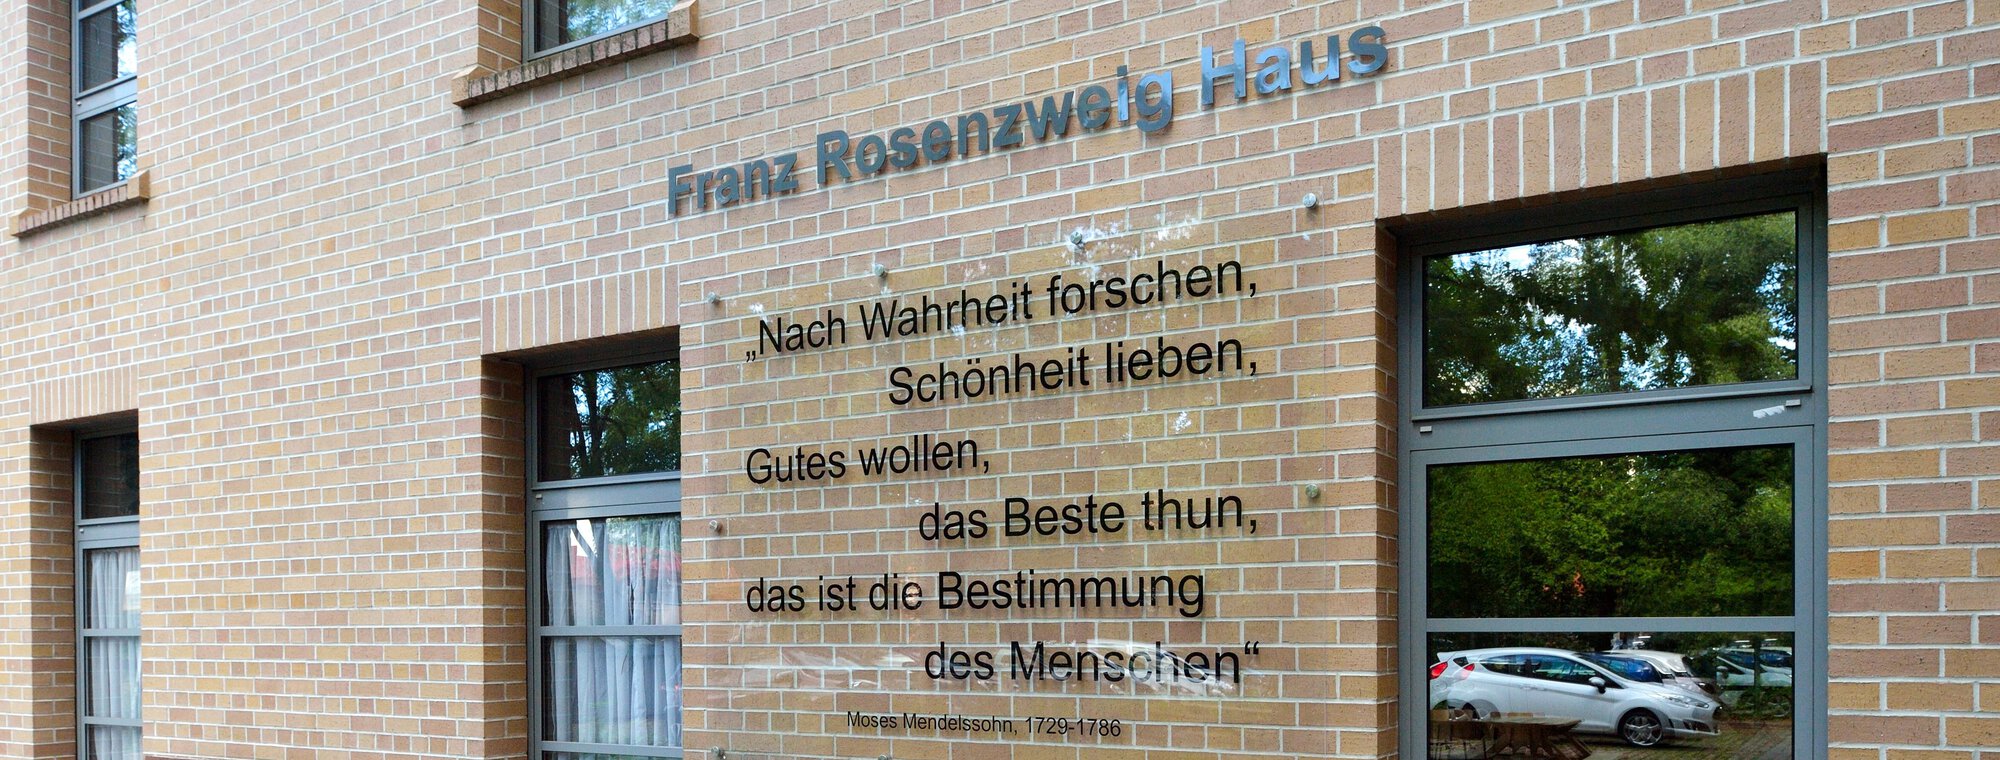 Franz Rosenzweig Haus
„Nach Wahrheit forschen,
Schönheit lieben,
Gutes wollen,
das Beste thun,
das ist die Bestimmung
des Menschen“
Moses Mendelssohn, 1729-1786